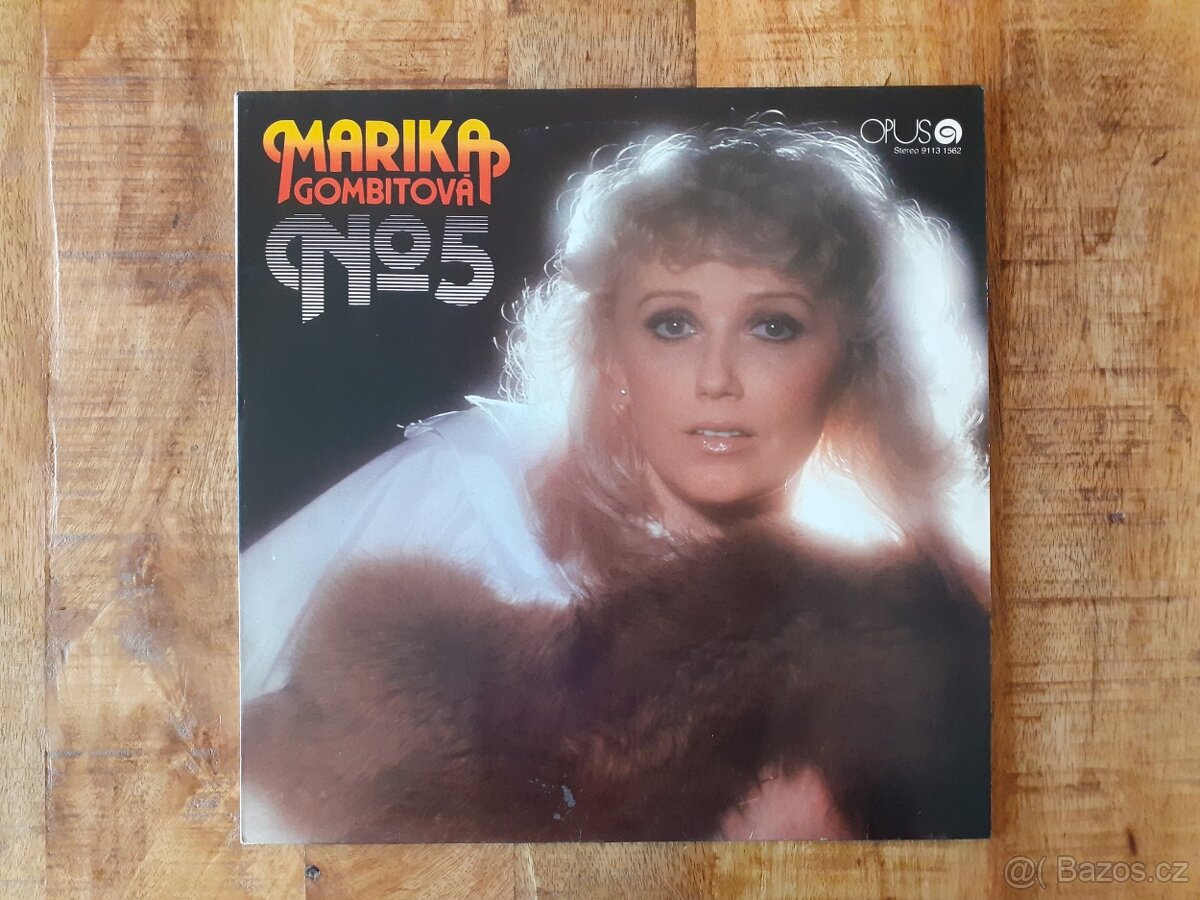 MARIKA
GOMBITOVÁ
No5
OPUS
Stereo 9113 1562
@( Bazos.cz